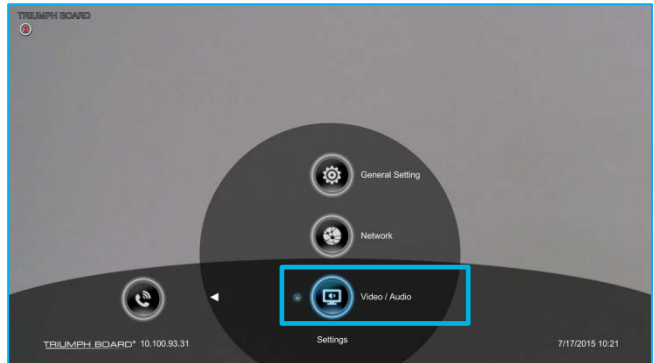 TRIUMPH BOARD
General Setting
Network
Video / Audio
Settings
TRIUMPH BOARD® 10.100.93.31
7/17/2015 10:21